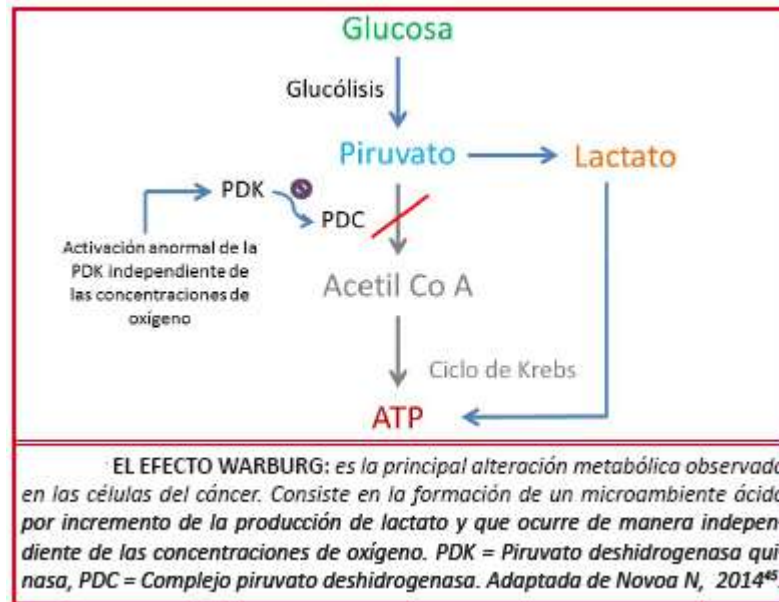 Glucosa
Glucólisis
Piruvato
Lactato
PDK
PDC
Activación anormal de la
PDK independiente de
las concentraciones de
oxígeno
Acetil Co A
Ciclo de Krebs
ATP
EL EFECTO WARBURG: es la principal alteración metabólica observada
en las células del cáncer. Consiste en la formación de un microambiente ácido
por incremento de la producción de lactato y que ocurre de manera indepen-
diente de las concentraciones de oxígeno. PDK = Piruvato deshidrogenasa qui-
nasa, PDC = Complejo piruvato deshidrogenasa. Adaptada de Novoa N, 2014⁴⁵.